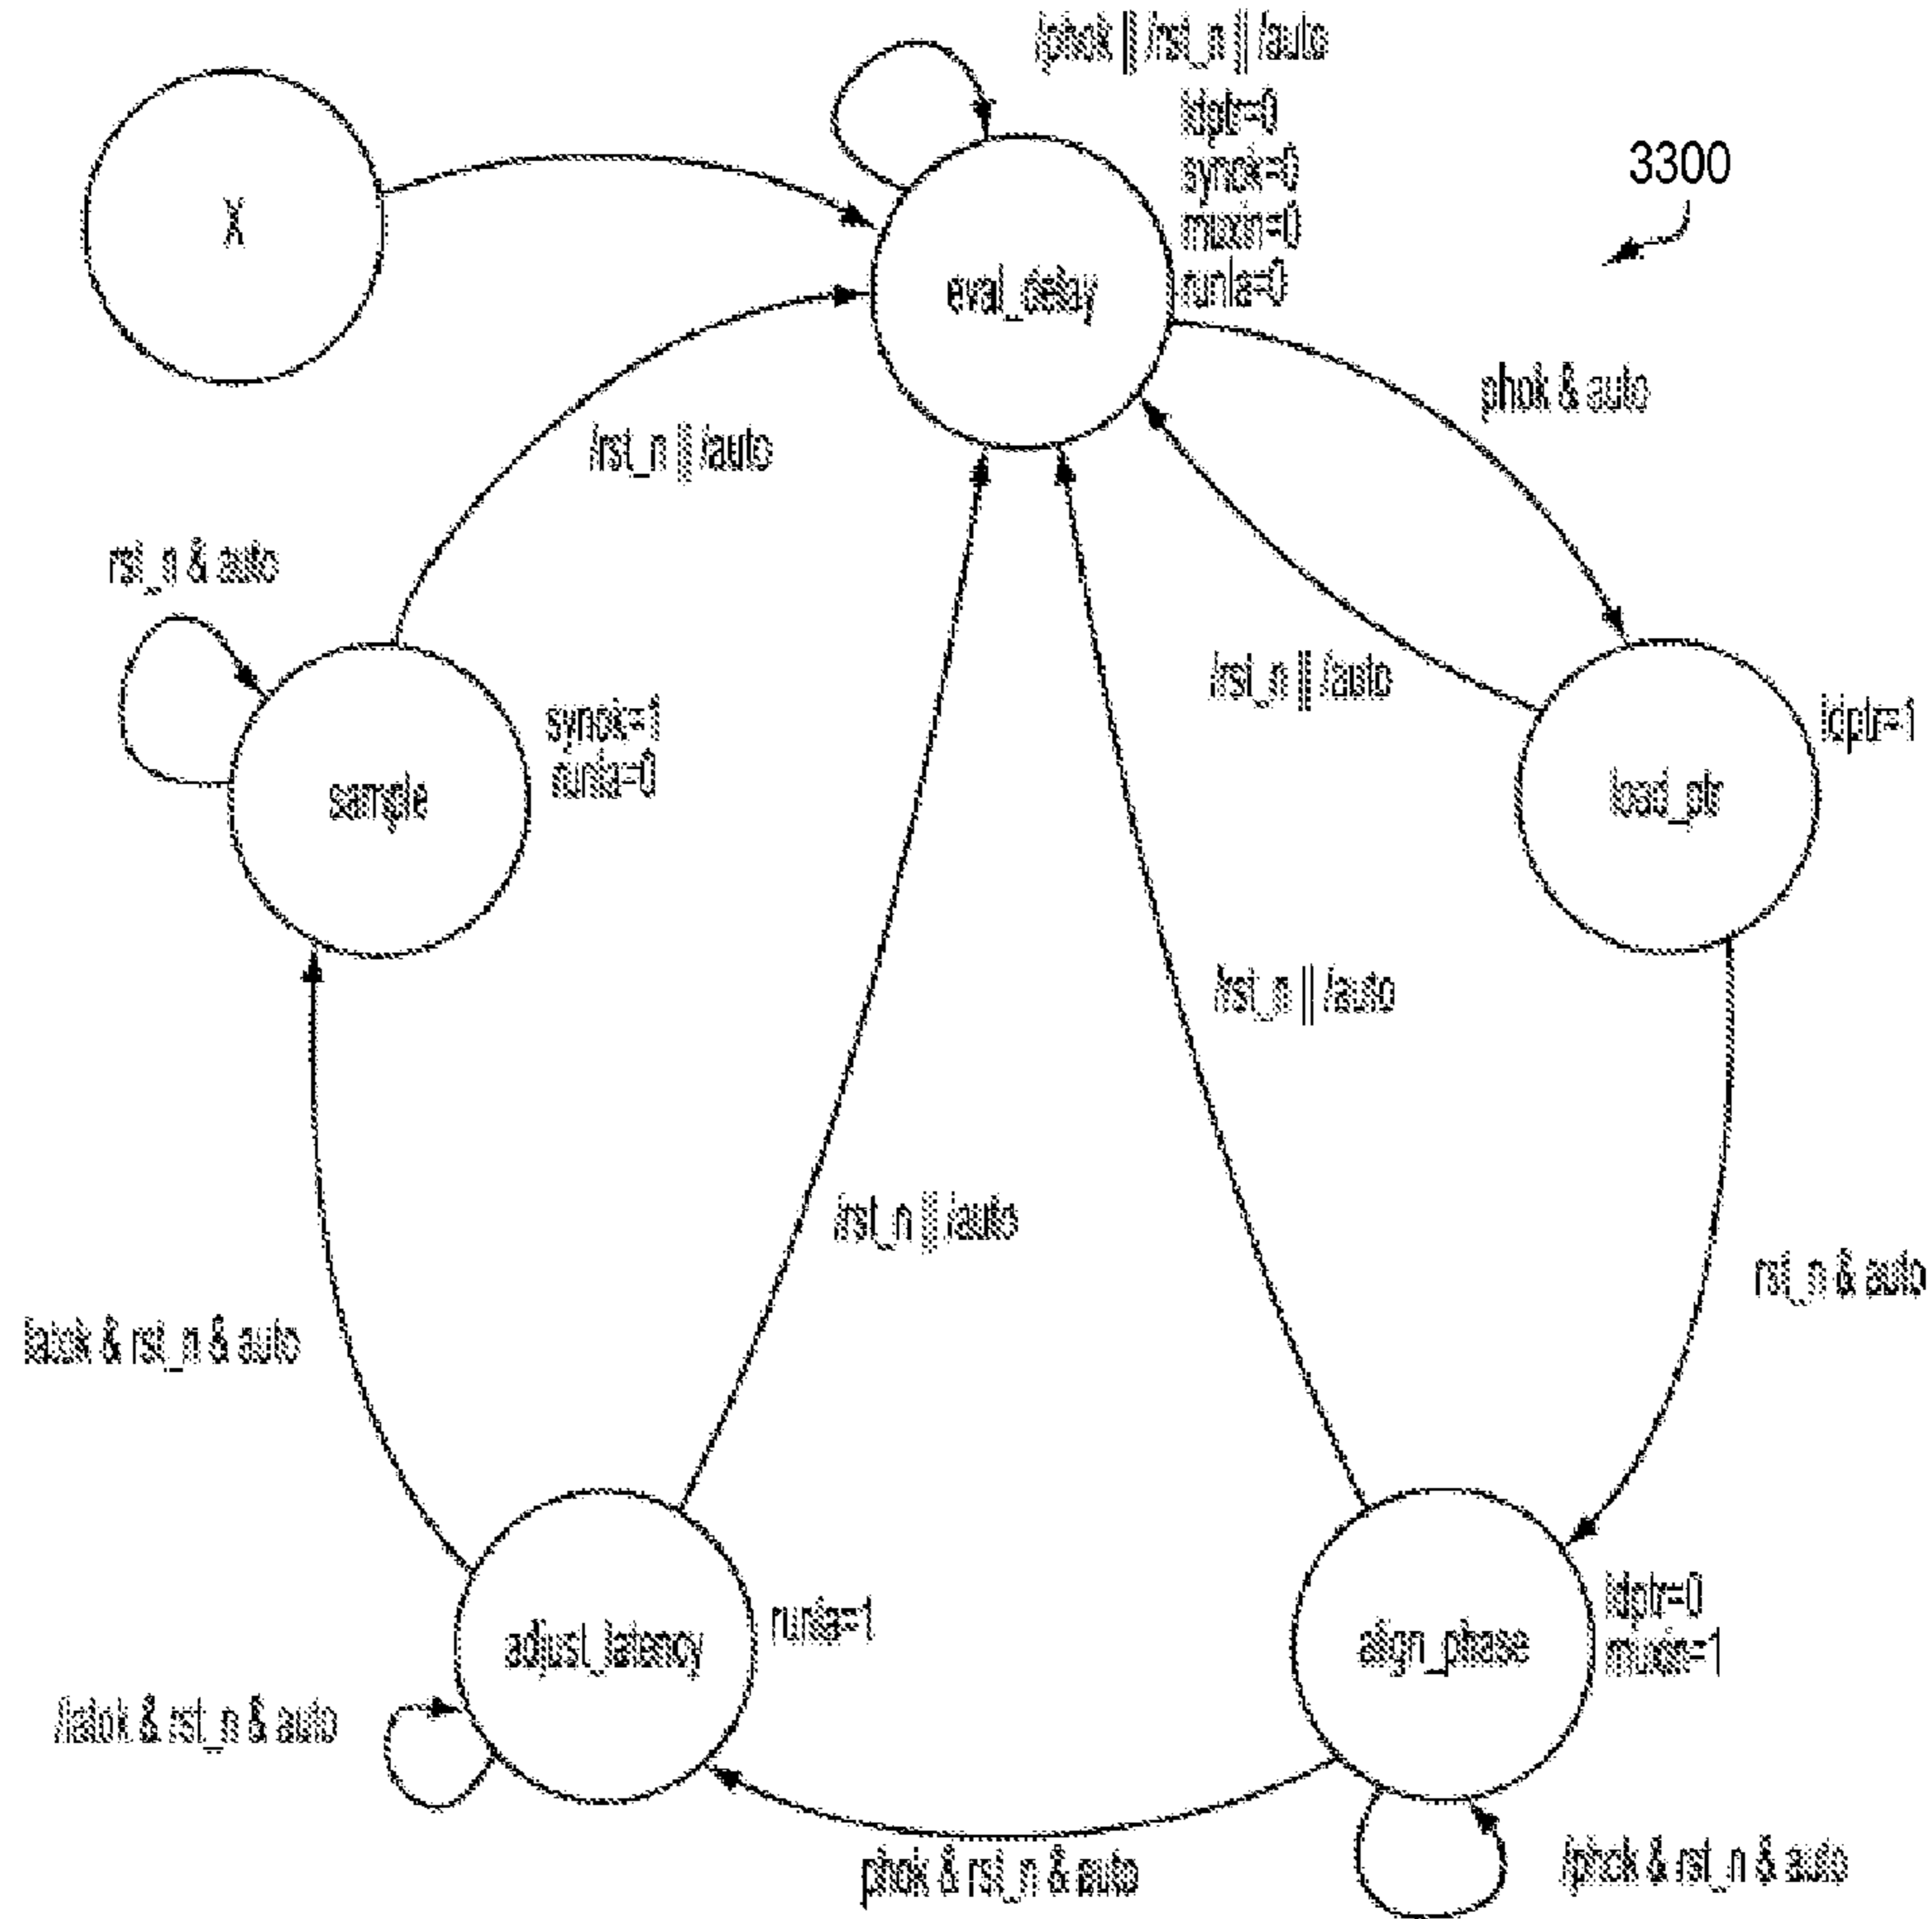 /phok || /rst_n || /auto
ldptr=0
synok=0
muxin=0
runla=0
3300
X
eval_delay
phok & auto
/rst_n || /auto
rst_n & auto
/rst_n || /auto
synok=1
runla=0
sample
ldptr=1
load_ptr
/rst_n || /auto
/rst_n || /auto
rst_n & auto
latok & rst_n & auto
adjust_latency
runla=1
align_phase
ldptr=0
muxin=1
/latok & rst_n & auto
phok & rst_n & auto
/phok & rst_n & auto